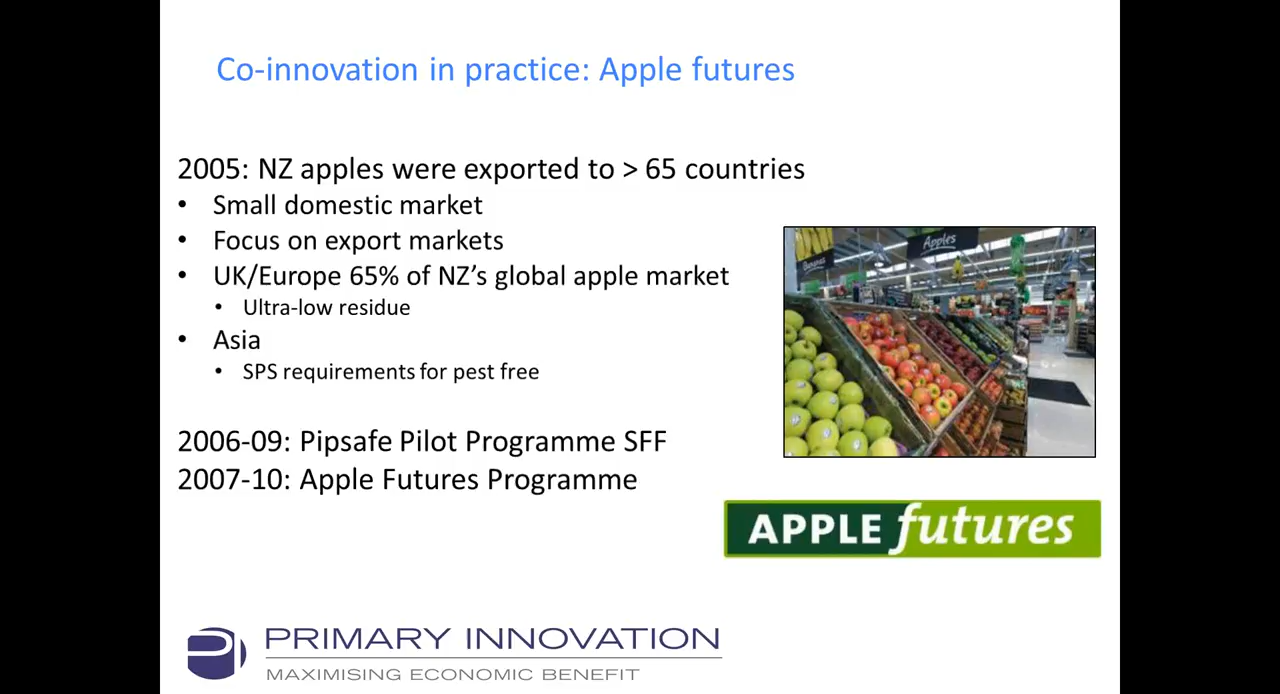 Co-innovation in practice: Apple futures
2005: NZ apples were exported to > 65 countries
• Small domestic market
• Focus on export markets
• UK/Europe 65% of NZ’s global apple market
• Ultra-low residue
• Asia
• SPS requirements for pest free
2006-09: Pipsafe Pilot Programme SFF
2007-10: Apple Futures Programme
Bananas
Apples
APPLE futures
PRIMARY INNOVATION
MAXIMISING ECONOMIC BENEFIT